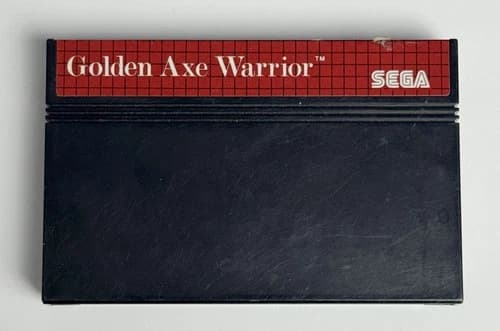 Golden Axe Warrior™
SEGA